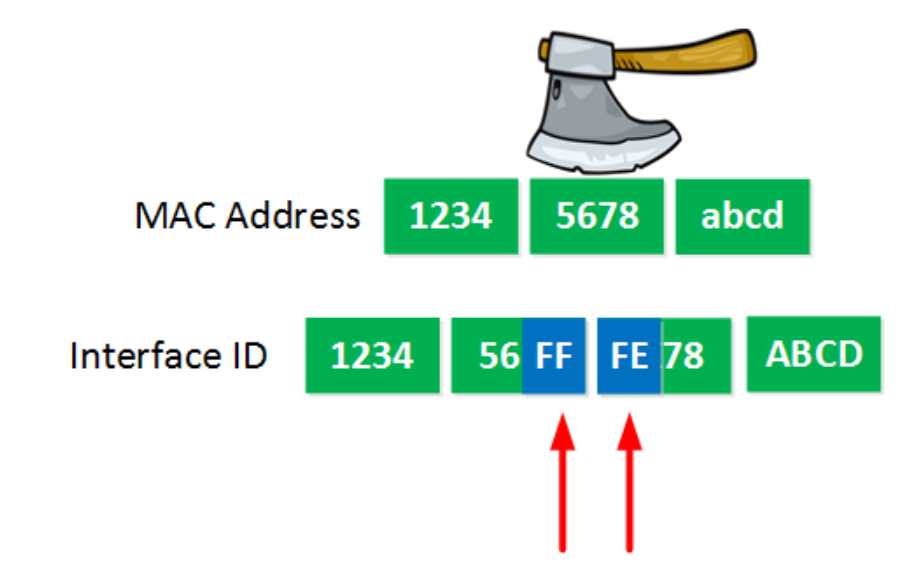 MAC Address 1234 5678 abcd
Interface ID 1234 56 FF FE 78 ABCD